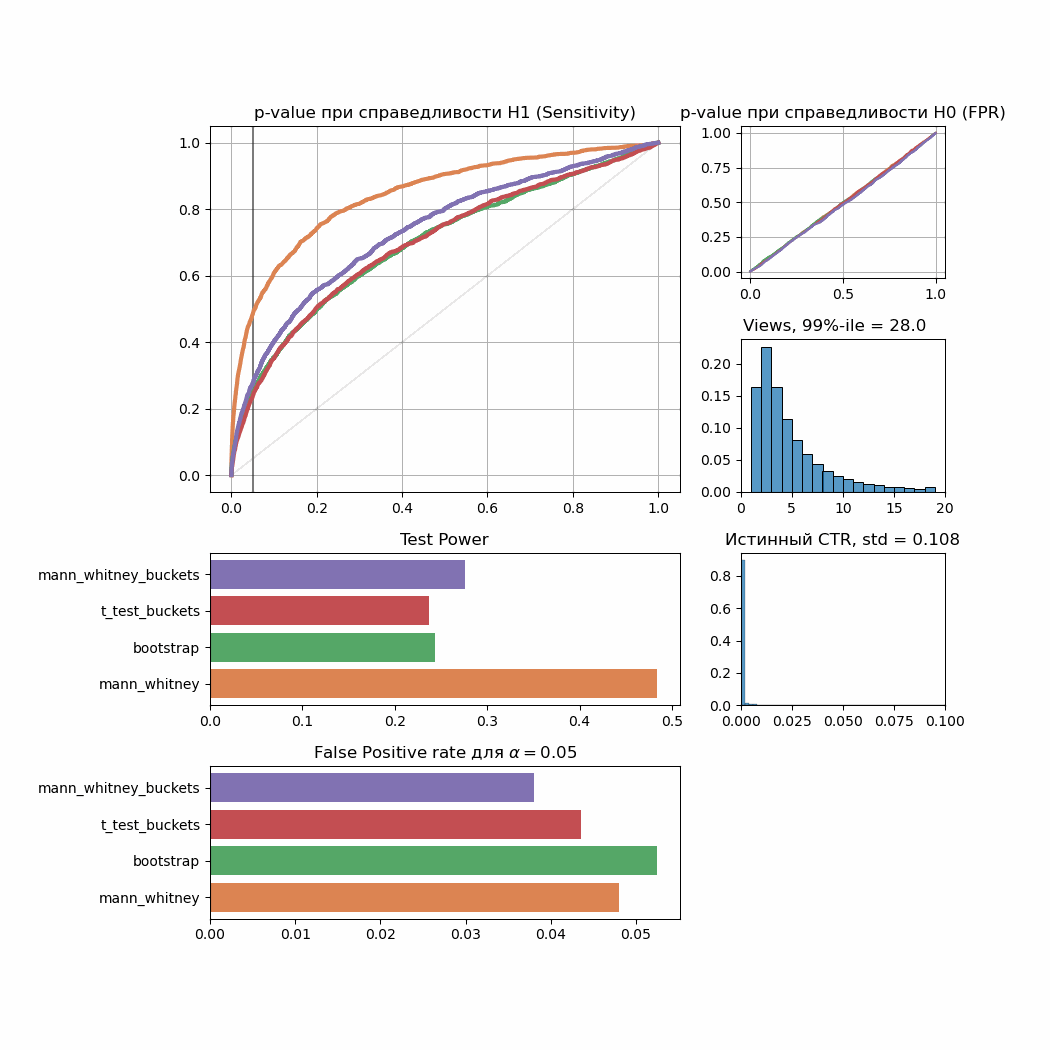 p-value при справедливости H1 (Sensitivity)
1.0
0.8
0.6
0.4
0.2
0.0
0.0 0.2 0.4 0.6 0.8 1.0
p-value при справедливости H0 (FPR)
1.00
0.75
0.50
0.25
0.00
0.0 0.5 1.0
Views, 99%-ile = 28.0
0.20
0.15
0.10
0.05
0.00
0 5 10 15 20
Test Power
mann_whitney_buckets
t_test_buckets
bootstrap
mann_whitney
0.0 0.1 0.2 0.3 0.4 0.5
Истинный CTR, std = 0.108
0.8
0.6
0.4
0.2
0.0
0.000 0.025 0.050 0.075 0.100
False Positive rate для α = 0.05
mann_whitney_buckets
t_test_buckets
bootstrap
mann_whitney
0.00 0.01 0.02 0.03 0.04 0.05